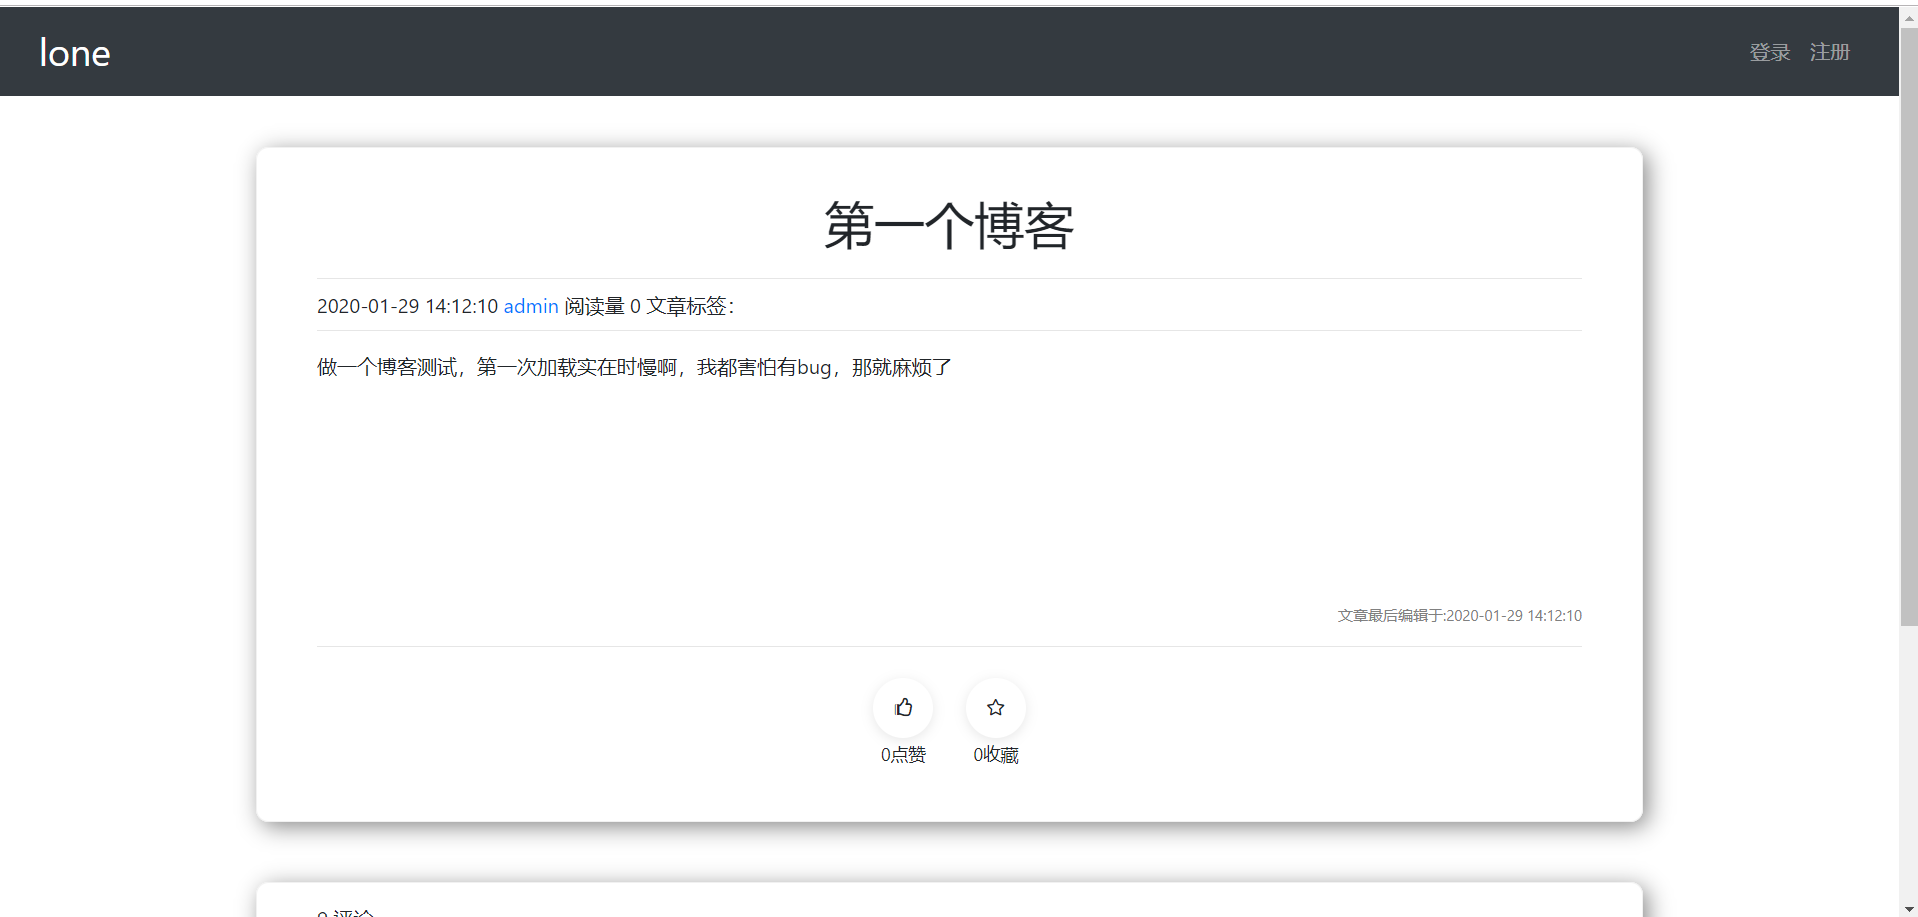 lone
登录 注册
第一个博客
2020-01-29 14:12:10 admin 阅读量 0 文章标签：
做一个博客测试，第一次加载实在时慢啊，我都害怕有bug，那就麻烦了
文章最后编辑于:2020-01-29 14:12:10
0点赞 0收藏
评论